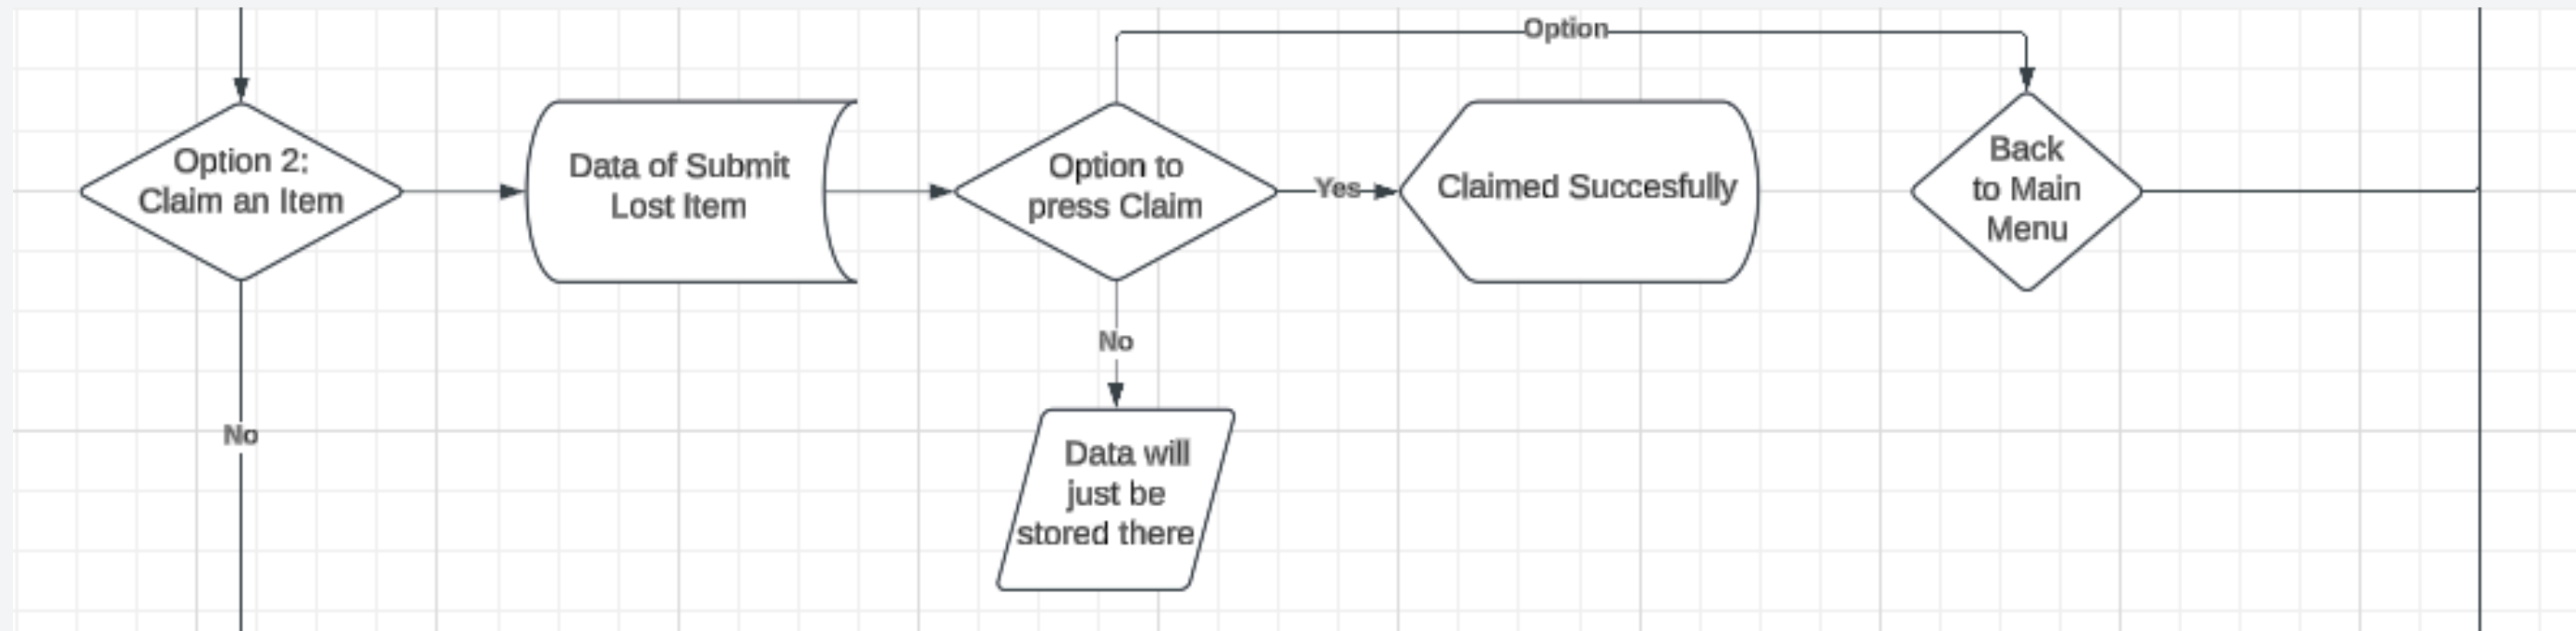 Option
Option 2:
Claim an Item
Data of Submit
Lost Item
Option to
press Claim
Yes
Claimed Succesfully
Back
to Main
Menu
No
No
Data will
just be
stored there